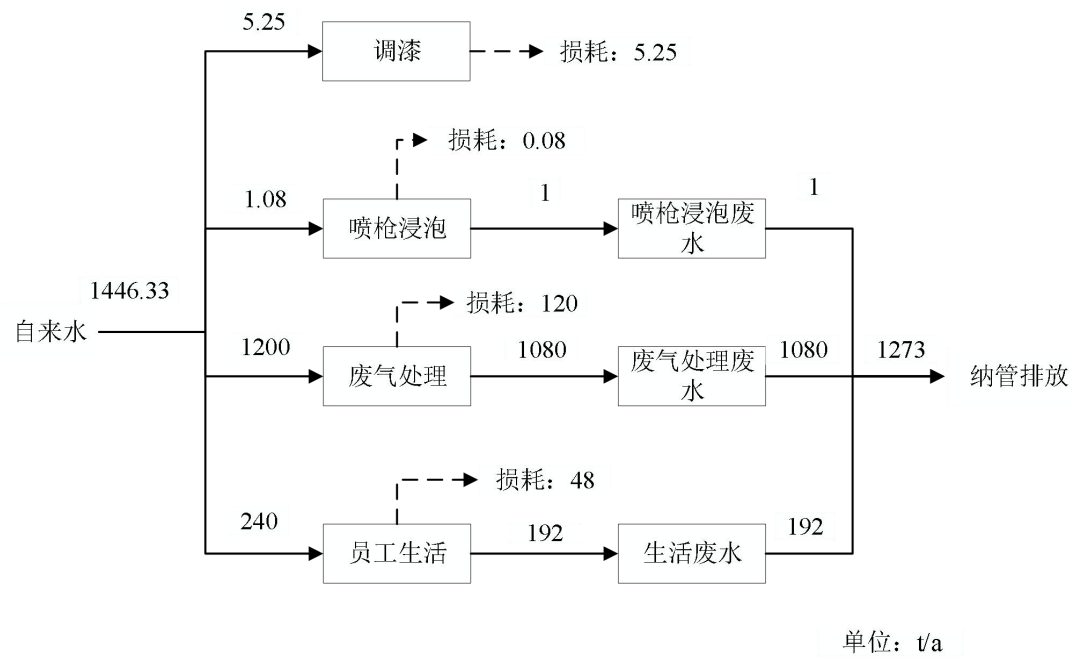 5.25
调漆
损耗：5.25
损耗：0.08
1.08
喷枪浸泡
1
喷枪浸泡废
水
1
1446.33
自来水
损耗：120
1200
废气处理
1080
废气处理废
水
1080
1273
纳管排放
损耗：48
240
员工生活
192
生活废水
192
单位：t/a